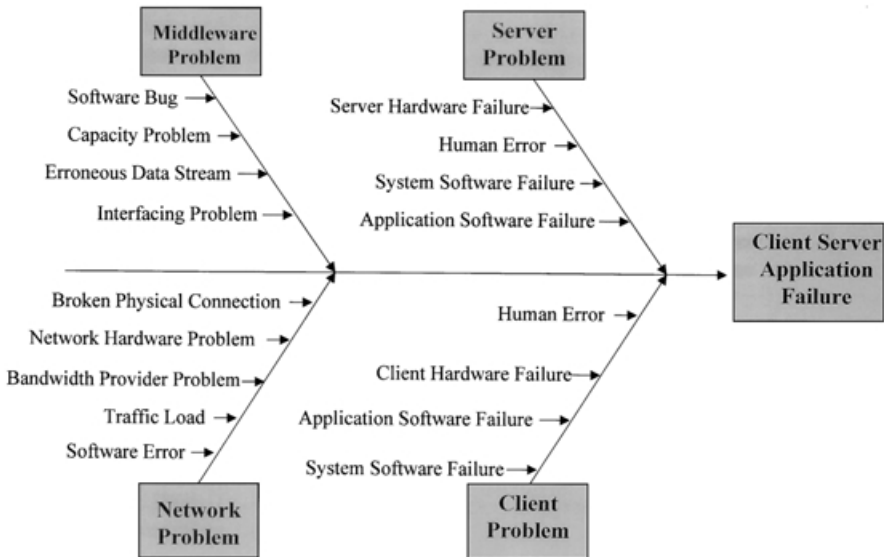 Middleware
Problem
Server
Problem
Software Bug
Capacity Problem
Erroneous Data Stream
Interfacing Problem
Server Hardware Failure
Human Error
System Software Failure
Application Software Failure
Client Server
Application
Failure
Broken Physical Connection
Network Hardware Problem
Bandwidth Provider Problem
Traffic Load
Software Error
Human Error
Client Hardware Failure
Application Software Failure
System Software Failure
Network
Problem
Client
Problem